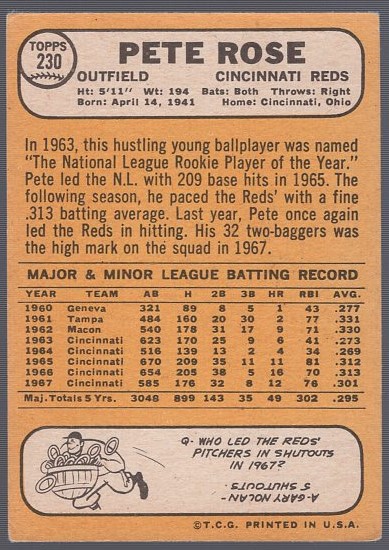 TOPPS
230
PETE ROSE
OUTFIELD CINCINNATI REDS
Ht: 5'11" Wt: 194 Bats: Both Throws: Right
Born: April 14, 1941 Home: Cincinnati, Ohio
In 1963, this hustling young ballplayer was named
"The National League Rookie Player of the Year."
Pete led the N.L. with 209 base hits in 1965. The
following season, he paced the Reds' with a fine
.313 batting average. Last year, Pete once again
led the Reds in hitting. His 32 two-baggers was
the high mark on the squad in 1967.
MAJOR & MINOR LEAGUE BATTING RECORD
YEAR TEAM AB H 2B 3B HR RBI AVG.
1960 Geneva 321 89 8 5 1 43 .277
1961 Tampa 484 160 20 30 2 77 .331
1962 Macon 540 178 31 17 9 71 .330
1963 Cincinnati 623 170 25 9 6 41 .273
1964 Cincinnati 516 139 13 2 4 34 .269
1965 Cincinnati 670 209 35 11 11 81 .312
1966 Cincinnati 654 205 38 5 16 70 .313
1967 Cincinnati 585 176 32 8 12 76 .301
Maj. Totals 5 Yrs. 3048 899 143 35 49 302 .295
Q- WHO LED THE REDS'
PITCHERS IN SHUTOUTS
IN 1967?
A-GARY NOLAN-
5 SHUTOUTS.
©T.C.G. PRINTED IN U.S.A.